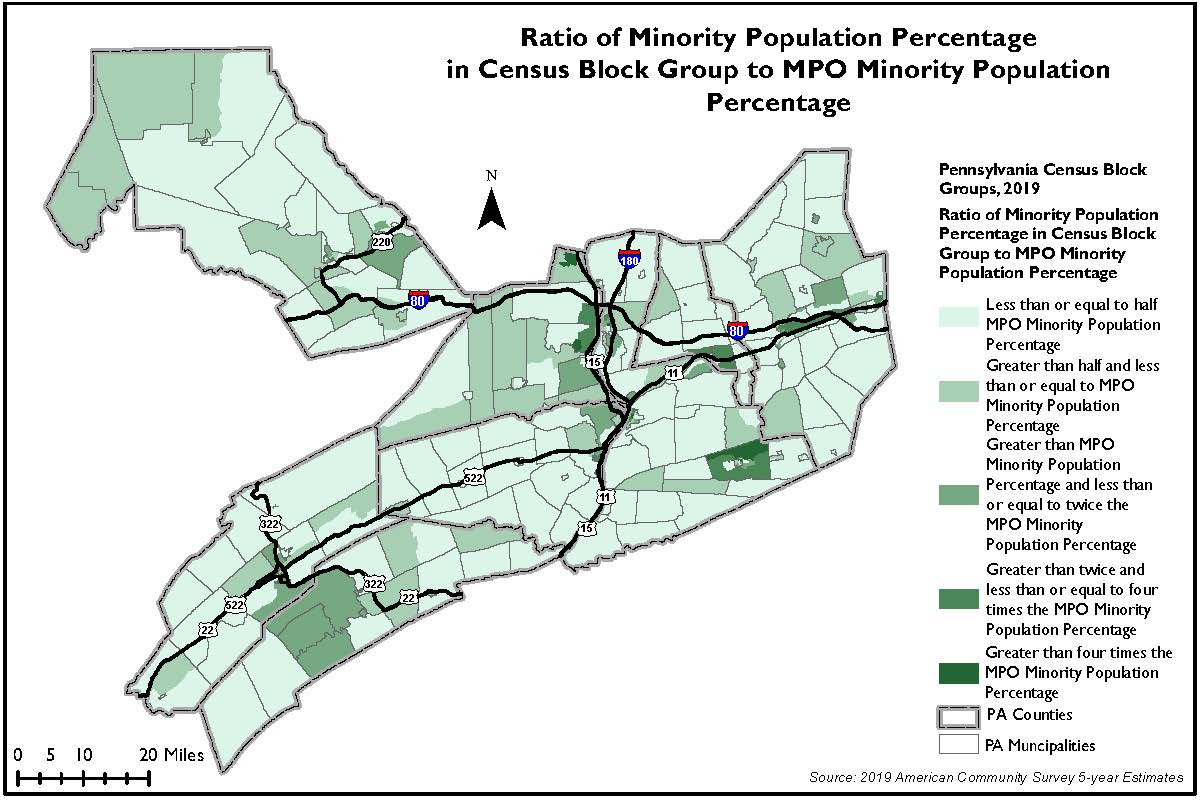 Ratio of Minority Population Percentage
in Census Block Group to MPO Minority Population
Percentage
N
220
80
180
80
15
11
522
11
15
322
322
22
522
22
Pennsylvania Census Block
Groups, 2019
Ratio of Minority Population
Percentage in Census Block
Group to MPO Minority
Population Percentage
Less than or equal to half
MPO Minority Population
Percentage
Greater than half and less
than or equal to MPO
Minority Population
Percentage
Greater than MPO
Minority Population
Percentage and less than
or equal to twice the
MPO Minority
Population Percentage
Greater than twice and
less than or equal to four
times the MPO Minority
Population Percentage
Greater than four times the
MPO Minority Population
Percentage
PA Counties
PA Muncipalities
0 5 10 20 Miles
Source: 2019 American Community Survey 5-year Estimates